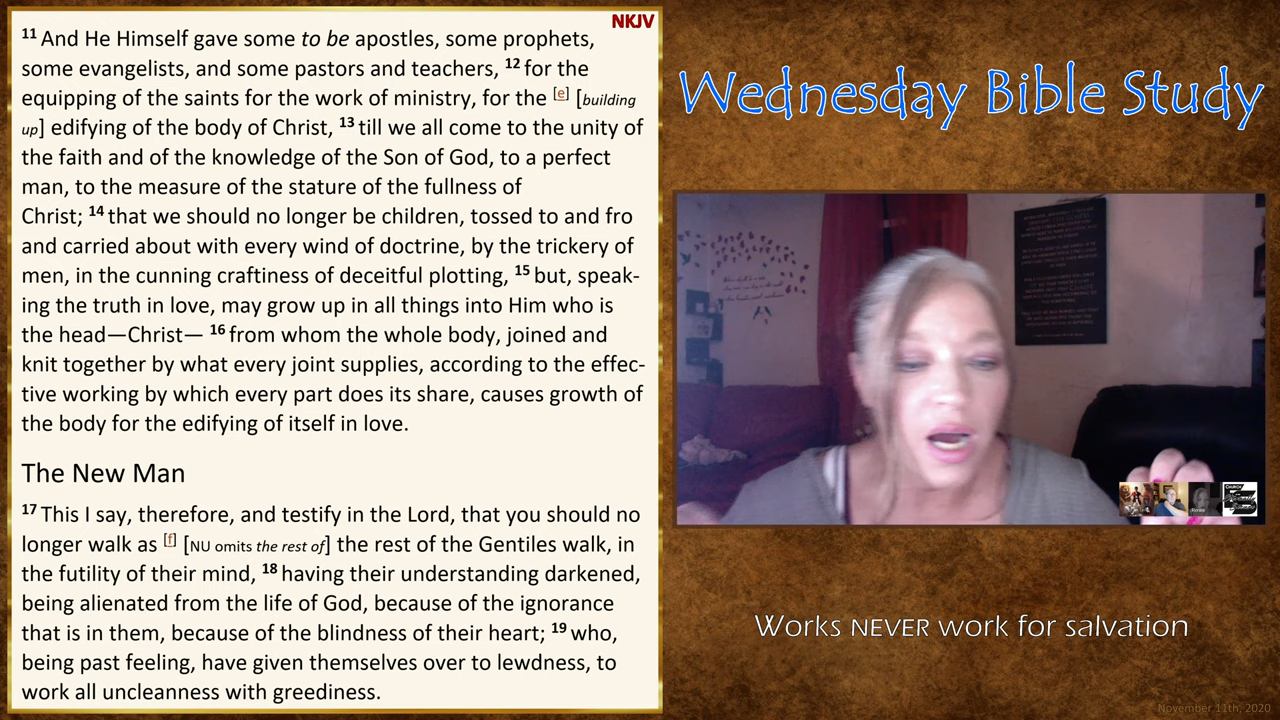 NKJV
11 And He Himself gave some to be apostles, some prophets,
some evangelists, and some pastors and teachers, 12 for the
equipping of the saints for the work of ministry, for the [e] [building
up] edifying of the body of Christ, 13 till we all come to the unity of
the faith and of the knowledge of the Son of God, to a perfect
man, to the measure of the stature of the fullness of
Christ; 14 that we should no longer be children, tossed to and fro
and carried about with every wind of doctrine, by the trickery of
men, in the cunning craftiness of deceitful plotting, 15 but, speak-
ing the truth in love, may grow up in all things into Him who is
the head—Christ— 16 from whom the whole body, joined and
knit together by what every joint supplies, according to the effec-
tive working by which every part does its share, causes growth of
the body for the edifying of itself in love.
The New Man
17 This I say, therefore, and testify in the Lord, that you should no
longer walk as [f] [NU omits the rest of] the rest of the Gentiles walk, in
the futility of their mind, 18 having their understanding darkened,
being alienated from the life of God, because of the ignorance
that is in them, because of the blindness of their heart; 19 who,
being past feeling, have given themselves over to lewdness, to
work all uncleanness with greediness.
Wednesday Bible Study
Works NEVER work for salvation
November 11th, 2020